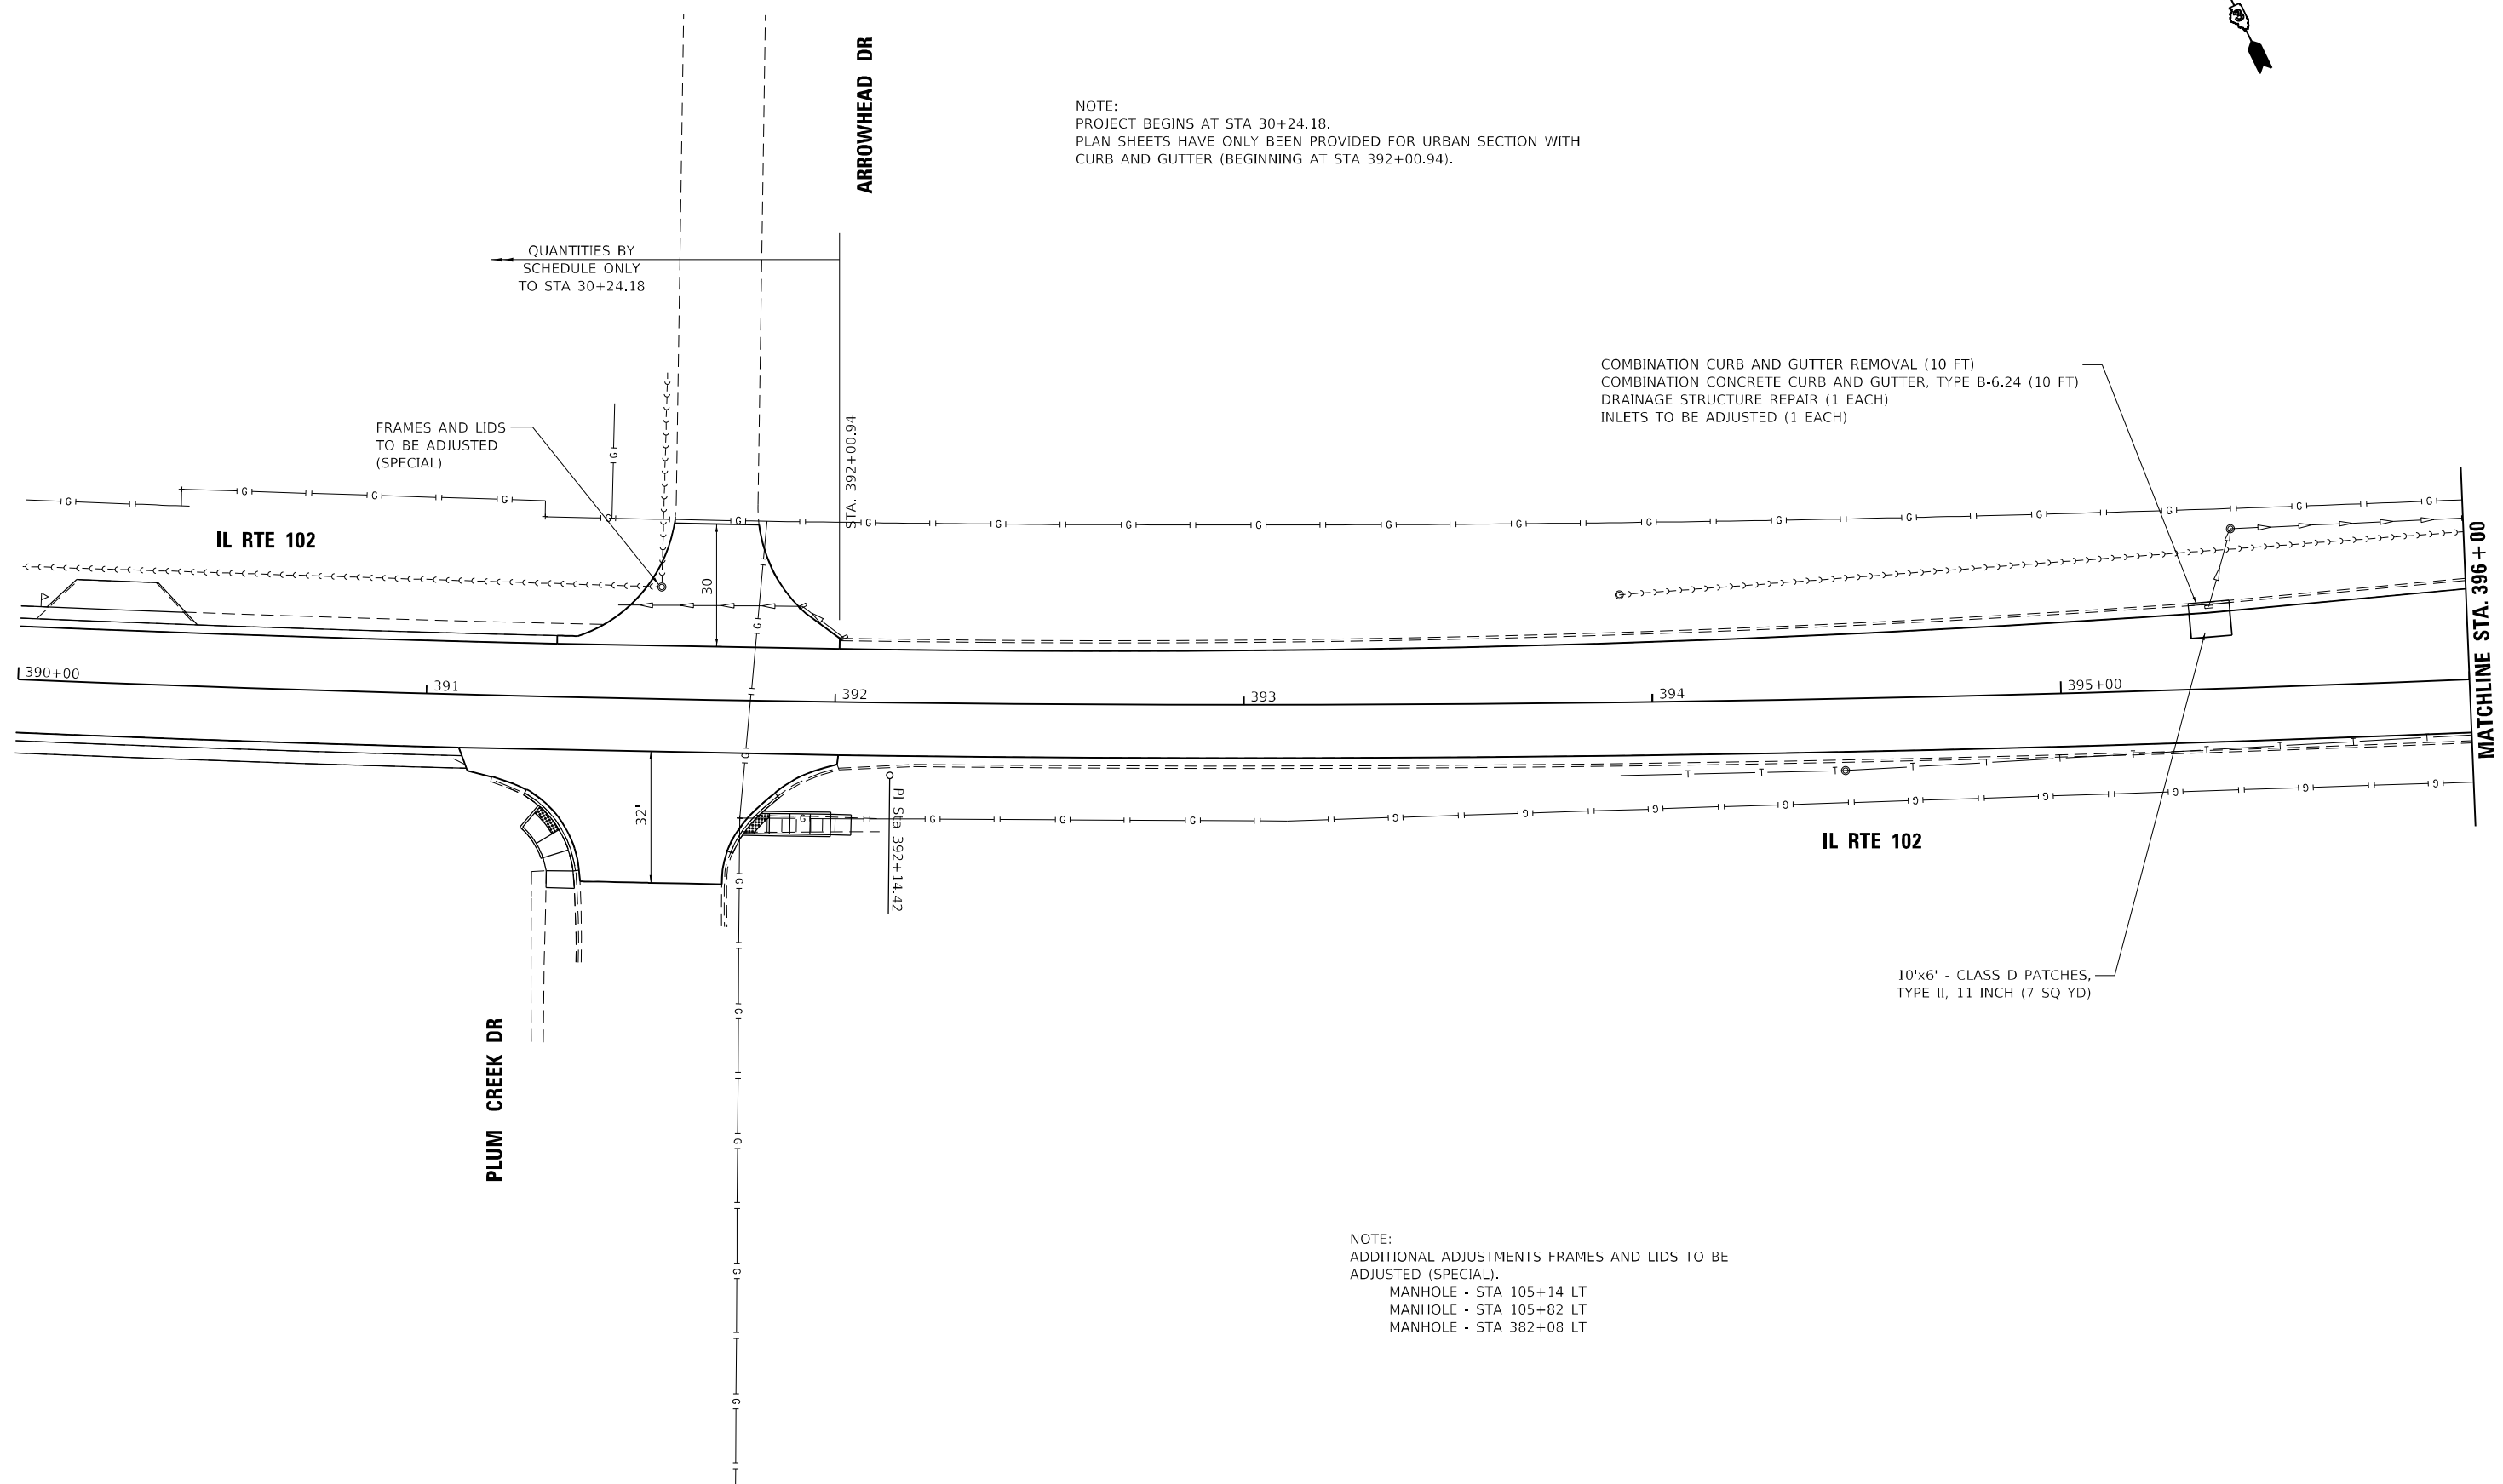 ARROWHEAD DR
NOTE:
PROJECT BEGINS AT STA 30+24.18.
PLAN SHEETS HAVE ONLY BEEN PROVIDED FOR URBAN SECTION WITH
CURB AND GUTTER (BEGINNING AT STA 392+00.94).
QUANTITIES BY
SCHEDULE ONLY
TO STA 30+24.18
COMBINATION CURB AND GUTTER REMOVAL (10 FT)
COMBINATION CONCRETE CURB AND GUTTER, TYPE B-6.24 (10 FT)
DRAINAGE STRUCTURE REPAIR (1 EACH)
INLETS TO BE ADJUSTED (1 EACH)
FRAMES AND LIDS
TO BE ADJUSTED
(SPECIAL)
STA. 392+00.94
IL RTE 102
30'
MATCHLINE STA. 396+00
390+00
391
392
393
394
395+00
32'
PI Sta 392+14.42
IL RTE 102
10'x6' - CLASS D PATCHES,
TYPE II, 11 INCH (7 SQ YD)
PLUM CREEK DR
NOTE:
ADDITIONAL ADJUSTMENTS FRAMES AND LIDS TO BE
ADJUSTED (SPECIAL).
MANHOLE - STA 105+14 LT
MANHOLE - STA 105+82 LT
MANHOLE - STA 382+08 LT